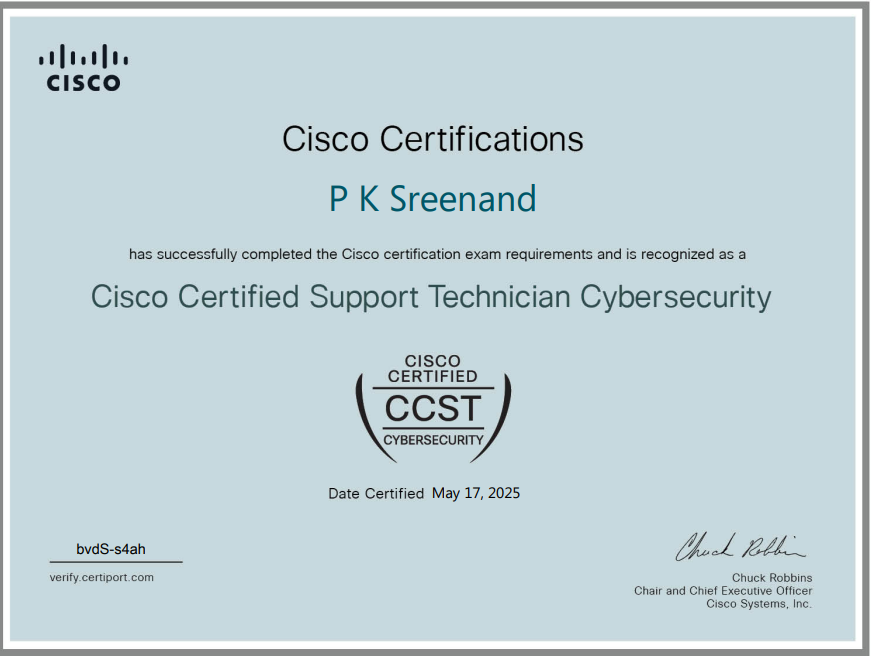 CISCO
Cisco Certifications
P K Sreenand
has successfully completed the Cisco certification exam requirements and is recognized as a
Cisco Certified Support Technician Cybersecurity
CISCO
CERTIFIED
CCST
CYBERSECURITY
Date Certified May 17, 2025
bvdS-s4ah
verify.certiport.com
Chuck Robbins
Chuck Robbins
Chair and Chief Executive Officer
Cisco Systems, Inc.